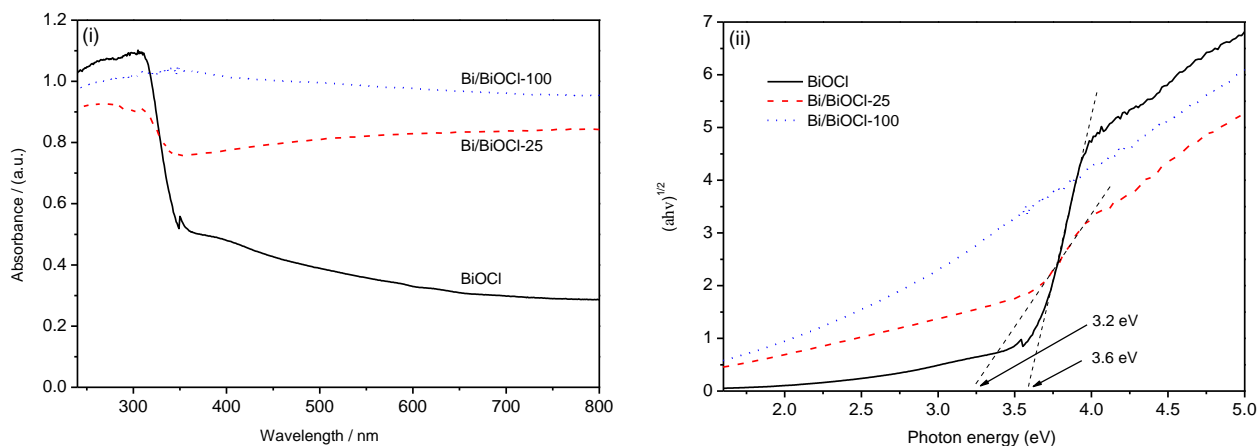 (i)
1.2
1.0
0.8
0.6
0.4
0.2
0.0
Absorbance / (a.u.)
Bi/BiOCl-100
Bi/BiOCl-25
BiOCl
300
400
500
600
700
800
Wavelength / nm
(ii)
7
6
5
4
3
2
1
0
(ahv)1/2
BiOCl
Bi/BiOCl-25
Bi/BiOCl-100
3.2 eV
3.6 eV
2.0
2.5
3.0
3.5
4.0
4.5
5.0
Photon energy (eV)